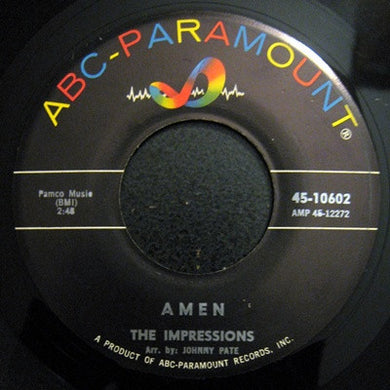 ABC-PARAMOUNT
®
Pamco Music
(BMI)
2:48
45-10602
AMP 45-12272
AMEN
THE IMPRESSIONS
Arr. by: JOHNNY PATE
A PRODUCT OF ABC-PARAMOUNT RECORDS, INC.